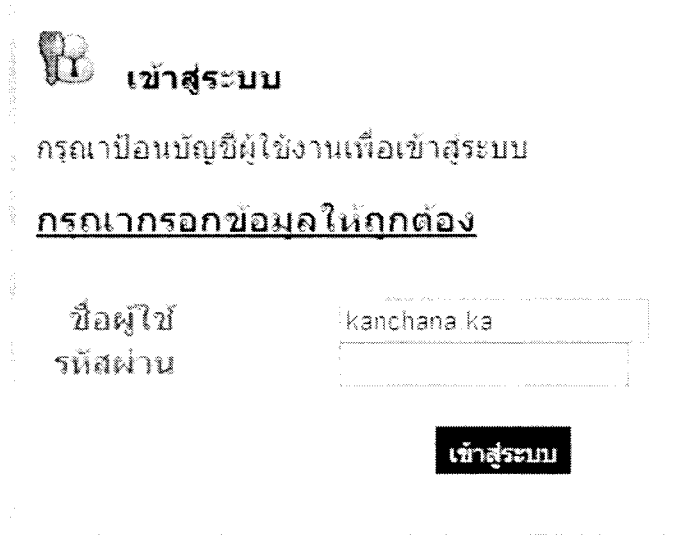 เข้าสู่ระบบ
กรุณาป้อนบัญชีผู้ใช้งานเพื่อเข้าสู่ระบบ
กรุณากรอกข้อมูลให้ถูกต้อง
ชื่อผู้ใช้ kanchana.ka
รหัสผ่าน
เข้าสู่ระบบ